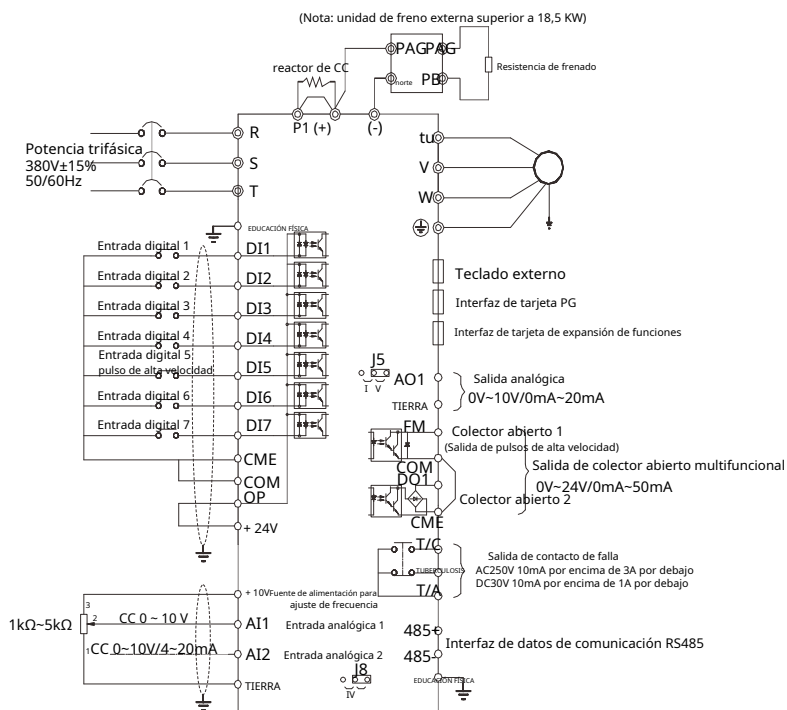 (Nota: unidad de freno externa superior a 18,5 KW)
PAG
PAG
reactor de CC
norte
PB
Resistencia de frenado
P1 (+)
(-)
Potencia trifásica
380V±15%
50/60Hz
R
S
T
tu
V
W
EDUCACIÓN FÍSICA
Entrada digital 1
DI1
Entrada digital 2
DI2
Entrada digital 3
DI3
Entrada digital 4
DI4
Entrada digital 5
pulso de alta velocidad
DI5
Entrada digital 6
DI6
Entrada digital 7
DI7
CME
COM
OP
+ 24V
Teclado externo
Interfaz de tarjeta PG
Interfaz de tarjeta de expansión de funciones
J5
I V
AO1
TIERRA
Salida analógica
0V~10V/0mA~20mA
FM
Colector abierto 1
(Salida de pulsos de alta velocidad)
COM
DO1
Colector abierto 2
CME
Salida de colector abierto multifuncional
0V~24V/0mA~50mA
T/C
TUBERCULOSIS
T/A
Salida de contacto de falla
AC250V 10mA por encima de 3A por debajo
DC30V 10mA por encima de 1A por debajo
+ 10V
Fuente de alimentación para
ajuste de frecuencia
1kΩ~5kΩ
3
2
1
CC 0 ~ 10 V
AI1
Entrada analógica 1
CC 0~10V/4~20mA
AI2
Entrada analógica 2
TIERRA
J8
IV
485+
485-
Interfaz de datos de comunicación RS485
EDUCACIÓN FÍSICA